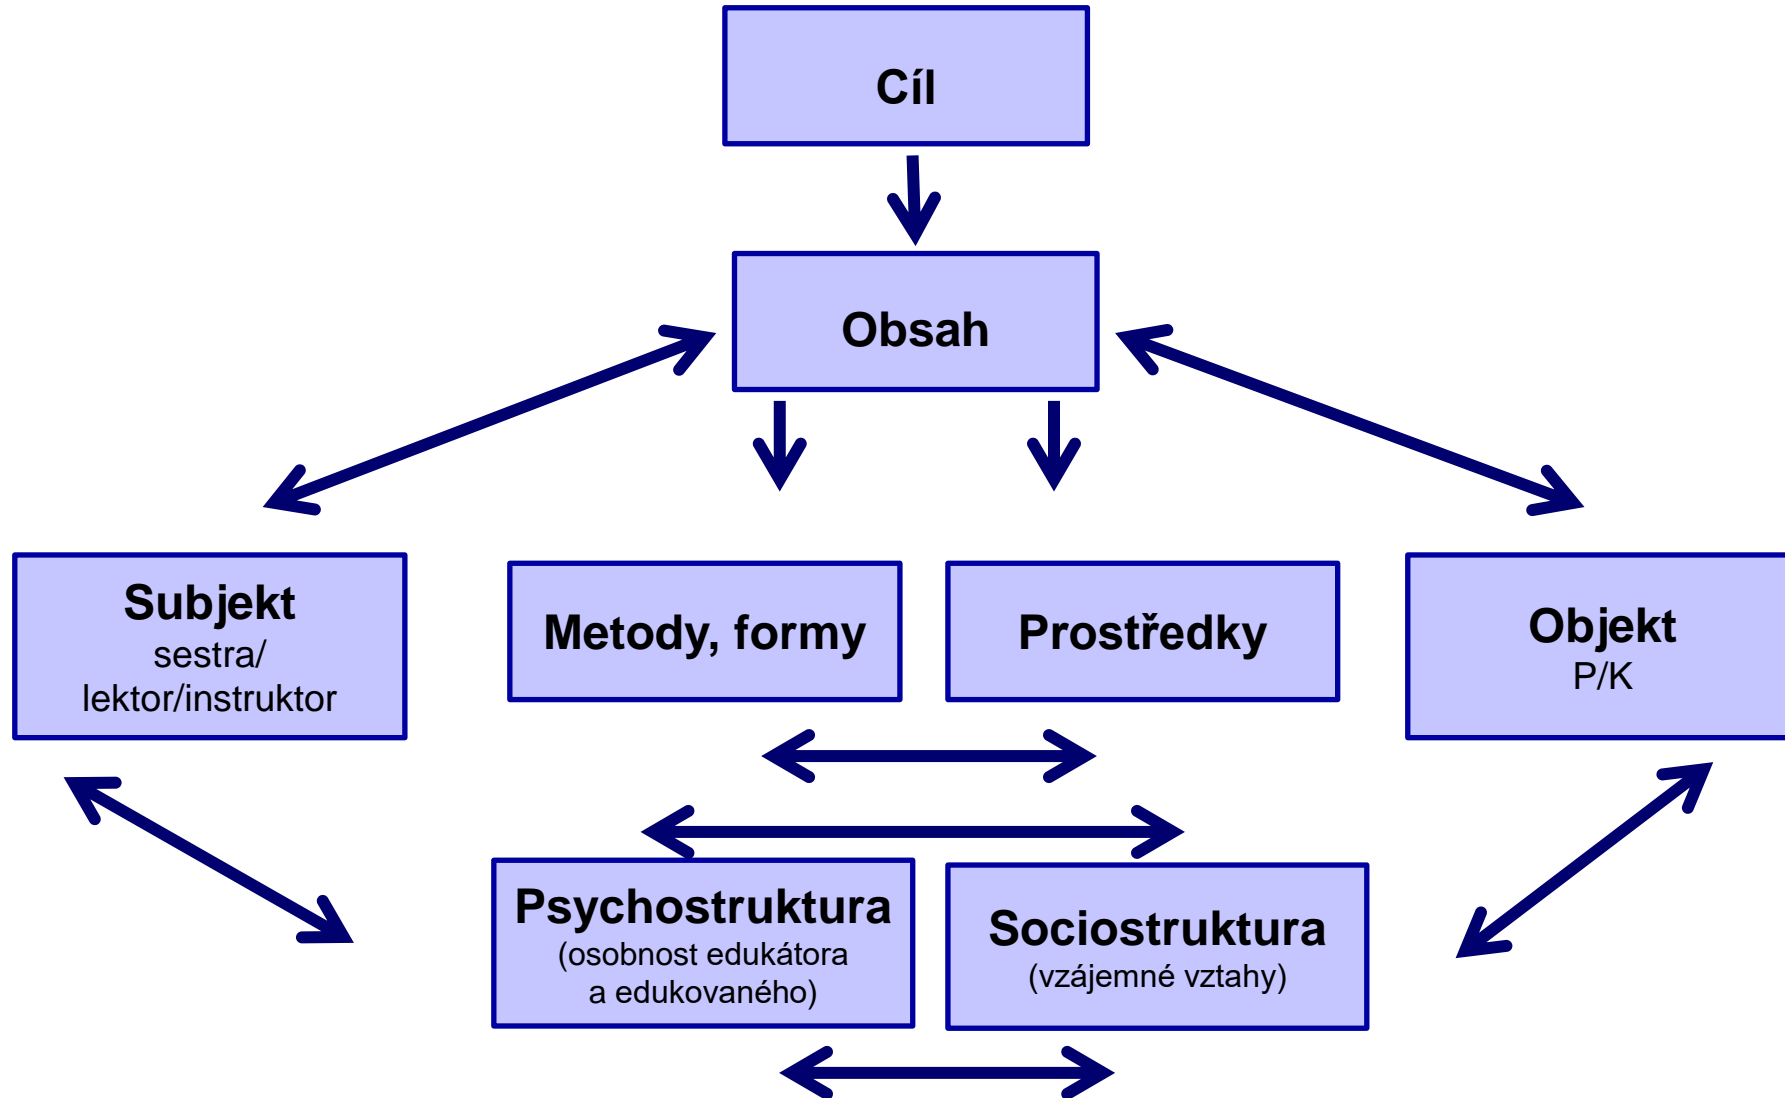 Cíl
Obsah
Subjekt
sestra/
lektor/instruktor
Metody, formy
Prostředky
Objekt
P/K
Psychostruktura
(osobnost edukátora
a edukovaného)
Sociostruktura
(vzájemné vztahy)